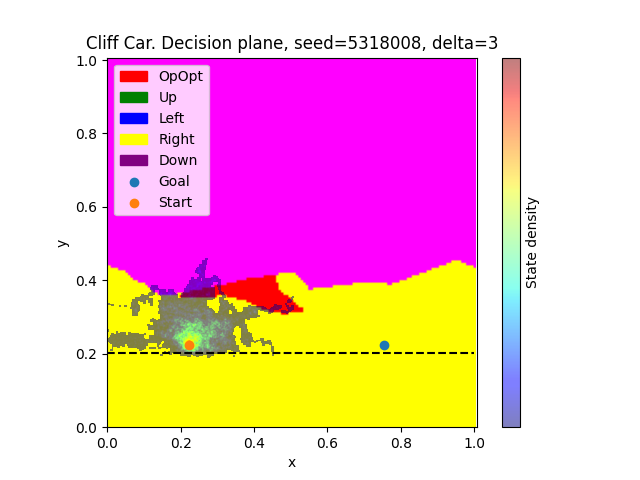 Cliff Car. Decision plane, seed=5318008, delta=3
OpOpt
Up
Left
Right
Down
Goal
Start
1.0
0.8
0.6
0.4
0.2
0.0
y
0.0 0.2 0.4 0.6 0.8 1.0
x
State density